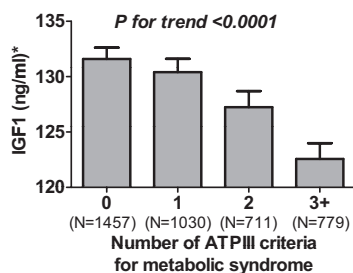 P for trend <0.0001
IGF1 (ng/ml)*
135
130
125
120
0 1 2 3+
(N=1457) (N=1030) (N=711) (N=779)
Number of ATPIII criteria
for metabolic syndrome